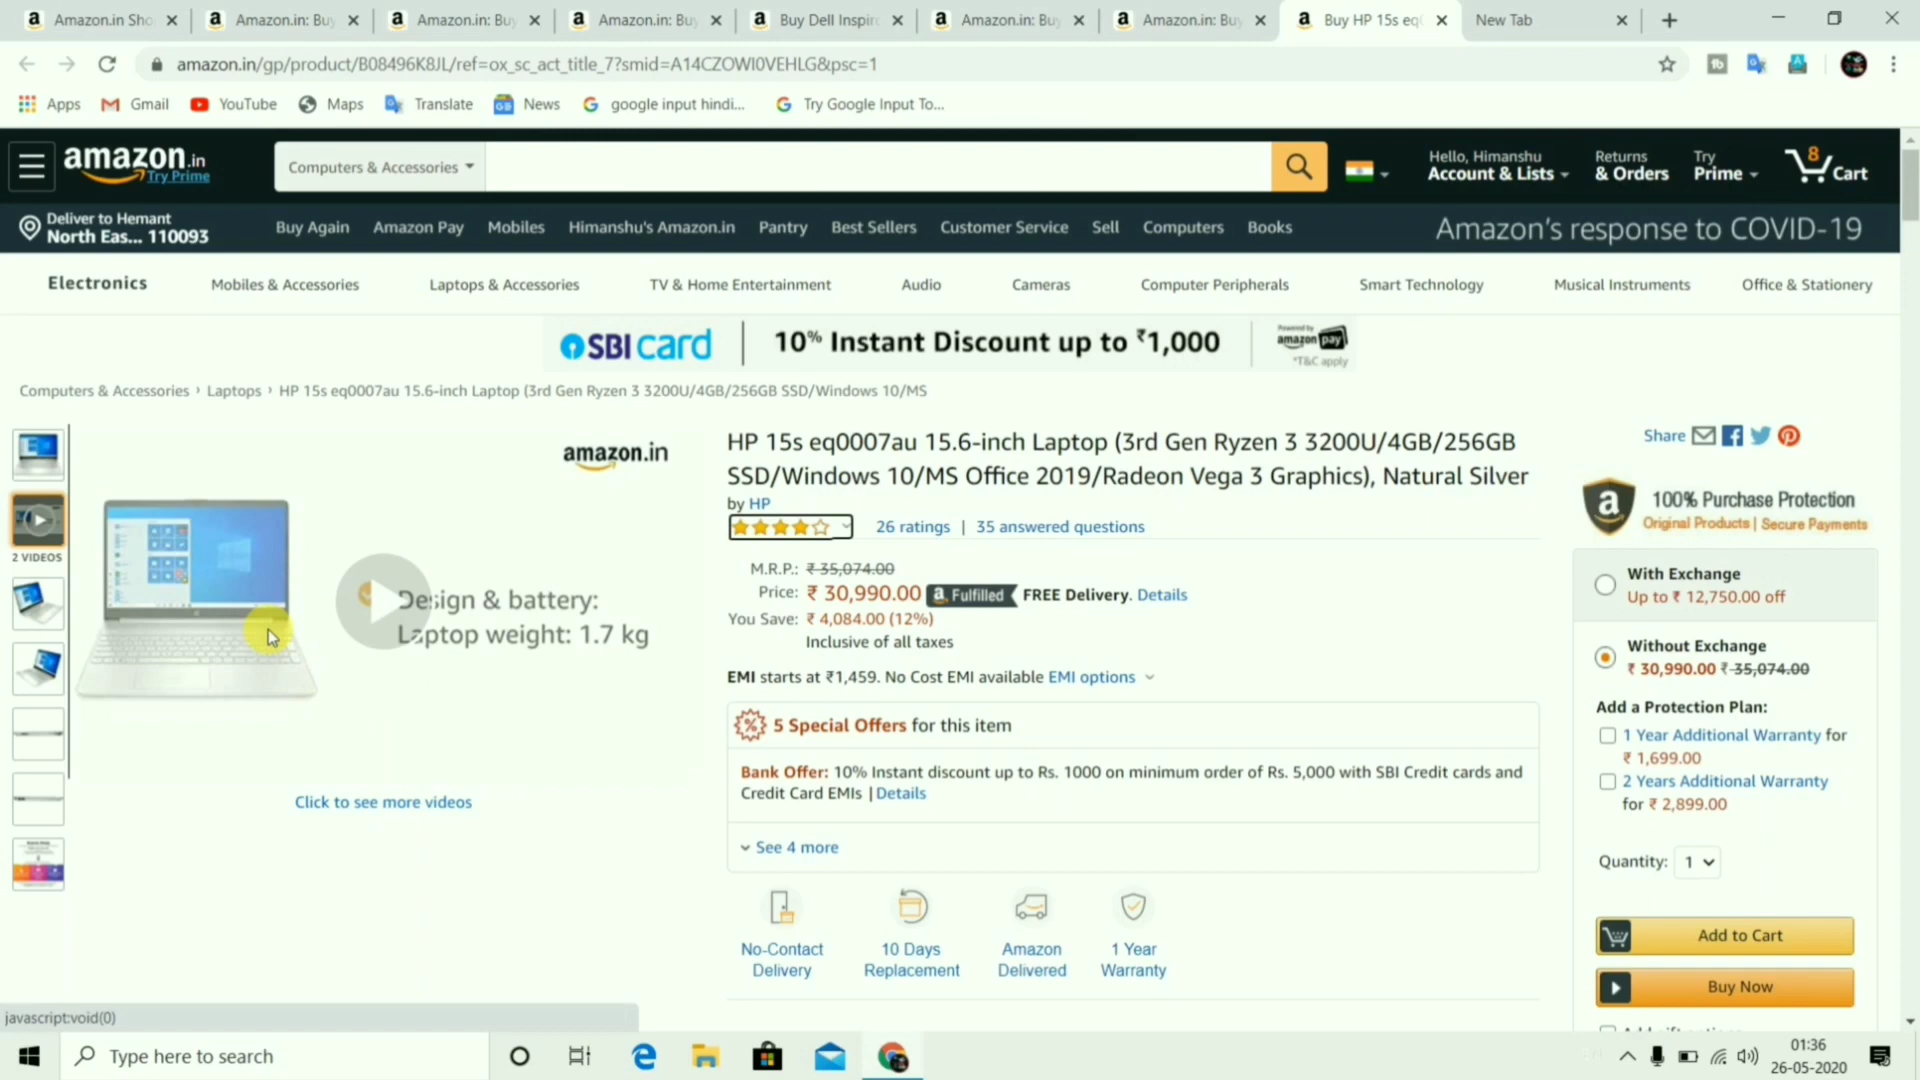 Amazon.in Sho
Amazon.in: Buy
Amazon.in: Buy
Amazon.in: Buy
Buy Dell Inspir
Amazon.in: Buy
Amazon.in: Buy
Buy HP 15s eq
New Tab
amazon.in/gp/product/B08496K8JL/ref=ox_sc_act_title_7?smid=A14CZOWI0VEHLG&psc=1
Apps
Gmail
YouTube
Maps
Translate
News
google input hindi...
Try Google Input To...
amazon.in
Try Prime
Computers & Accessories
Hello, Himanshu
Account & Lists
Returns
& Orders
Try
Prime
8
Cart
Deliver to Hemant
North Eas... 110093
Buy Again
Amazon Pay
Mobiles
Himanshu's Amazon.in
Pantry
Best Sellers
Customer Service
Sell
Computers
Books
Amazon's response to COVID-19
Electronics
Mobiles & Accessories
Laptops & Accessories
TV & Home Entertainment
Audio
Cameras
Computer Peripherals
Smart Technology
Musical Instruments
Office & Stationery
SBI card
10% Instant Discount up to ₹1,000
Powered by
amazon pay
*T&C apply
Computers & Accessories › Laptops › HP 15s eq0007au 15.6-inch Laptop (3rd Gen Ryzen 3 3200U/4GB/256GB SSD/Windows 10/MS
2 VIDEOS
amazon.in
Design & battery:
Laptop weight: 1.7 kg
Click to see more videos
HP 15s eq0007au 15.6-inch Laptop (3rd Gen Ryzen 3 3200U/4GB/256GB
SSD/Windows 10/MS Office 2019/Radeon Vega 3 Graphics), Natural Silver
by HP
26 ratings | 35 answered questions
M.R.P.: ₹ 35,074.00
Price: ₹ 30,990.00 a Fulfilled FREE Delivery. Details
You Save: ₹ 4,084.00 (12%)
Inclusive of all taxes
EMI starts at ₹1,459. No Cost EMI available EMI options
5 Special Offers for this item
Bank Offer: 10% Instant discount up to Rs. 1000 on minimum order of Rs. 5,000 with SBI Credit cards and
Credit Card EMIs | Details
See 4 more
No-Contact
Delivery
10 Days
Replacement
Amazon
Delivered
1 Year
Warranty
Share
100% Purchase Protection
Original Products | Secure Payments
With Exchange
Up to ₹ 12,750.00 off
Without Exchange
₹ 30,990.00 ₹ 35,074.00
Add a Protection Plan:
1 Year Additional Warranty for
₹ 1,699.00
2 Years Additional Warranty
for ₹ 2,899.00
Quantity: 1
Add to Cart
Buy Now
javascript:void(0)
Type here to search
01:36
26-05-2020